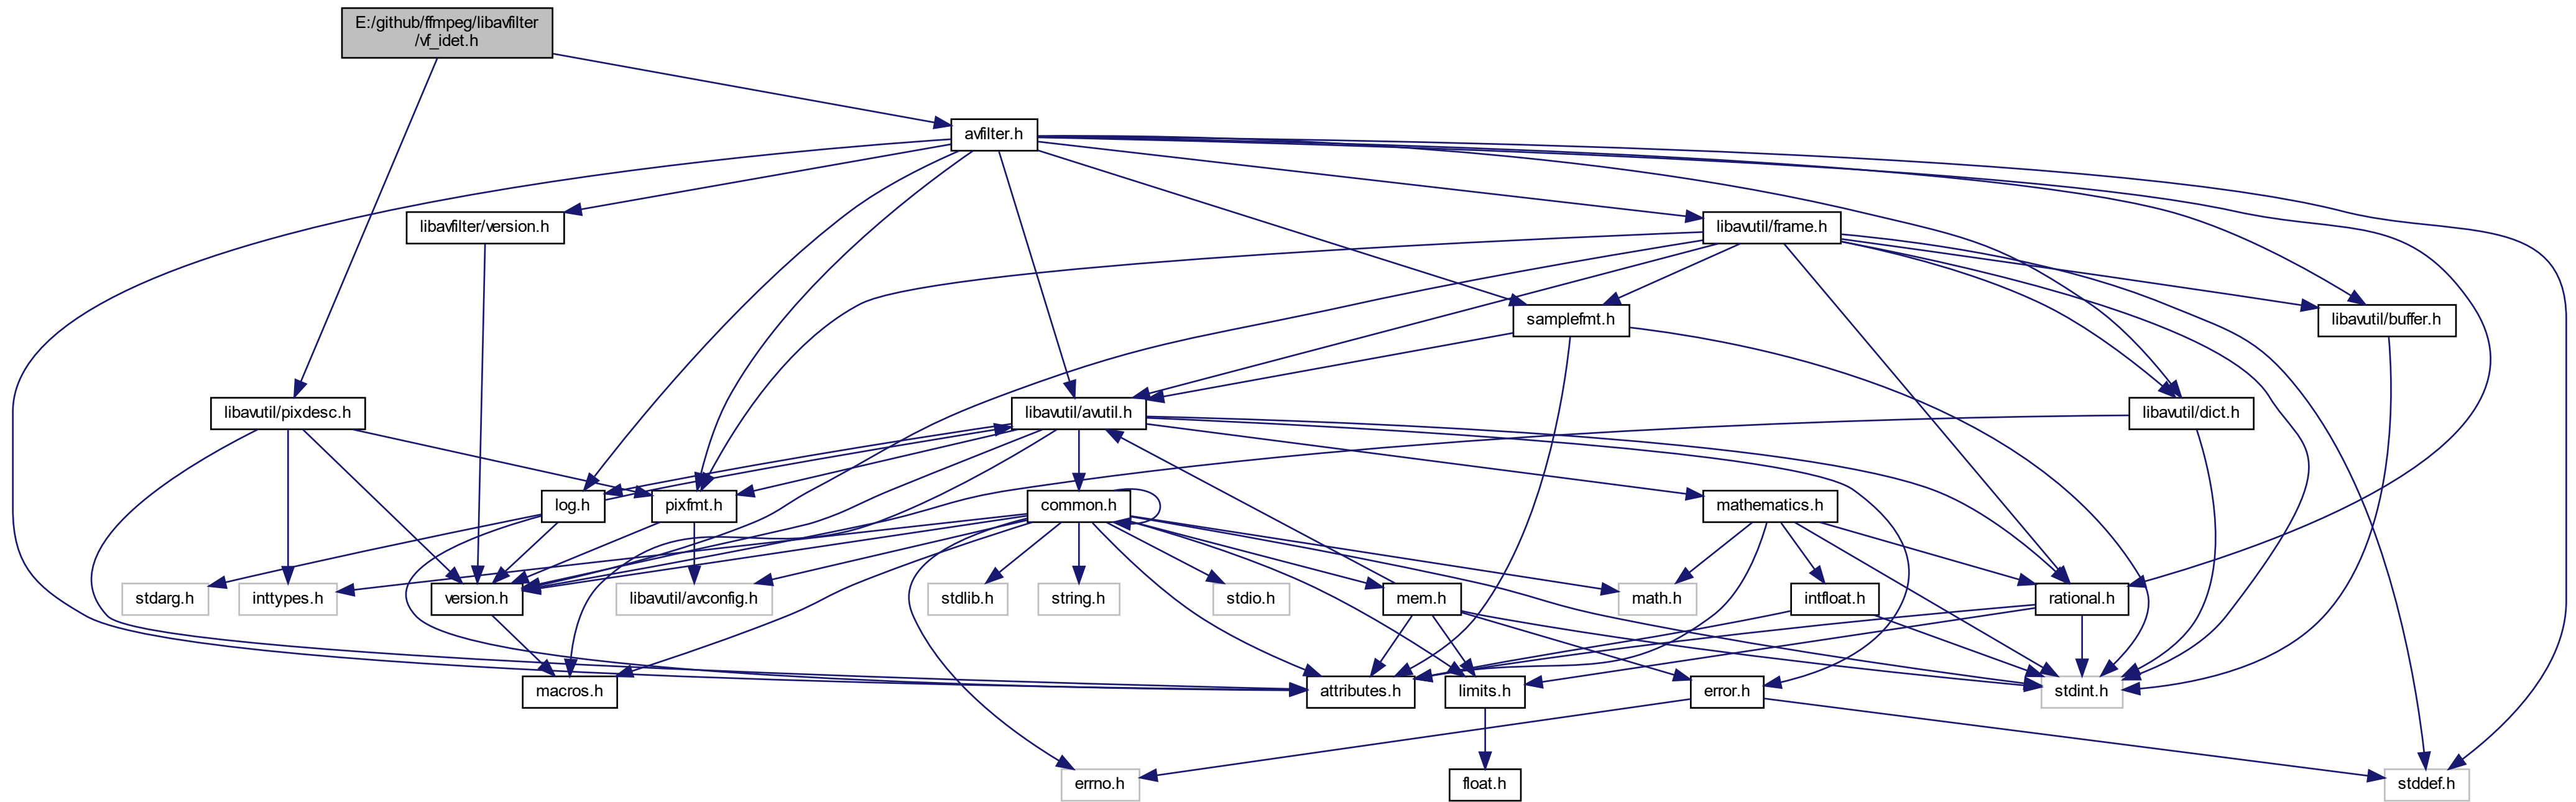 E:/github/ffmpeg/libavfilter
/vf_idet.h
avfilter.h
libavfilter/version.h
libavutil/frame.h
samplefmt.h
libavutil/buffer.h
libavutil/pixdesc.h
libavutil/avutil.h
libavutil/dict.h
log.h
pixfmt.h
common.h
mathematics.h
stdarg.h
inttypes.h
version.h
libavutil/avconfig.h
stdlib.h
string.h
stdio.h
mem.h
math.h
intfloat.h
rational.h
macros.h
attributes.h
limits.h
error.h
stdint.h
errno.h
float.h
stddef.h